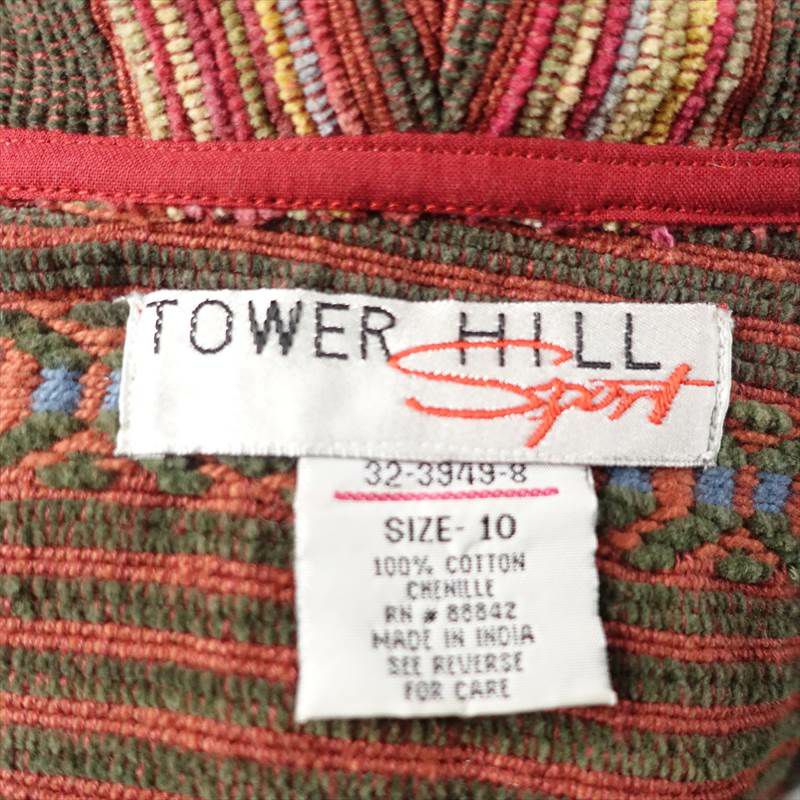 TOWER HILL
Sport
32-3949-8
SIZE- 10
100% COTTON
CHENILLE
RN # 88842
MADE IN INDIA
SEE REVERSE
FOR CARE